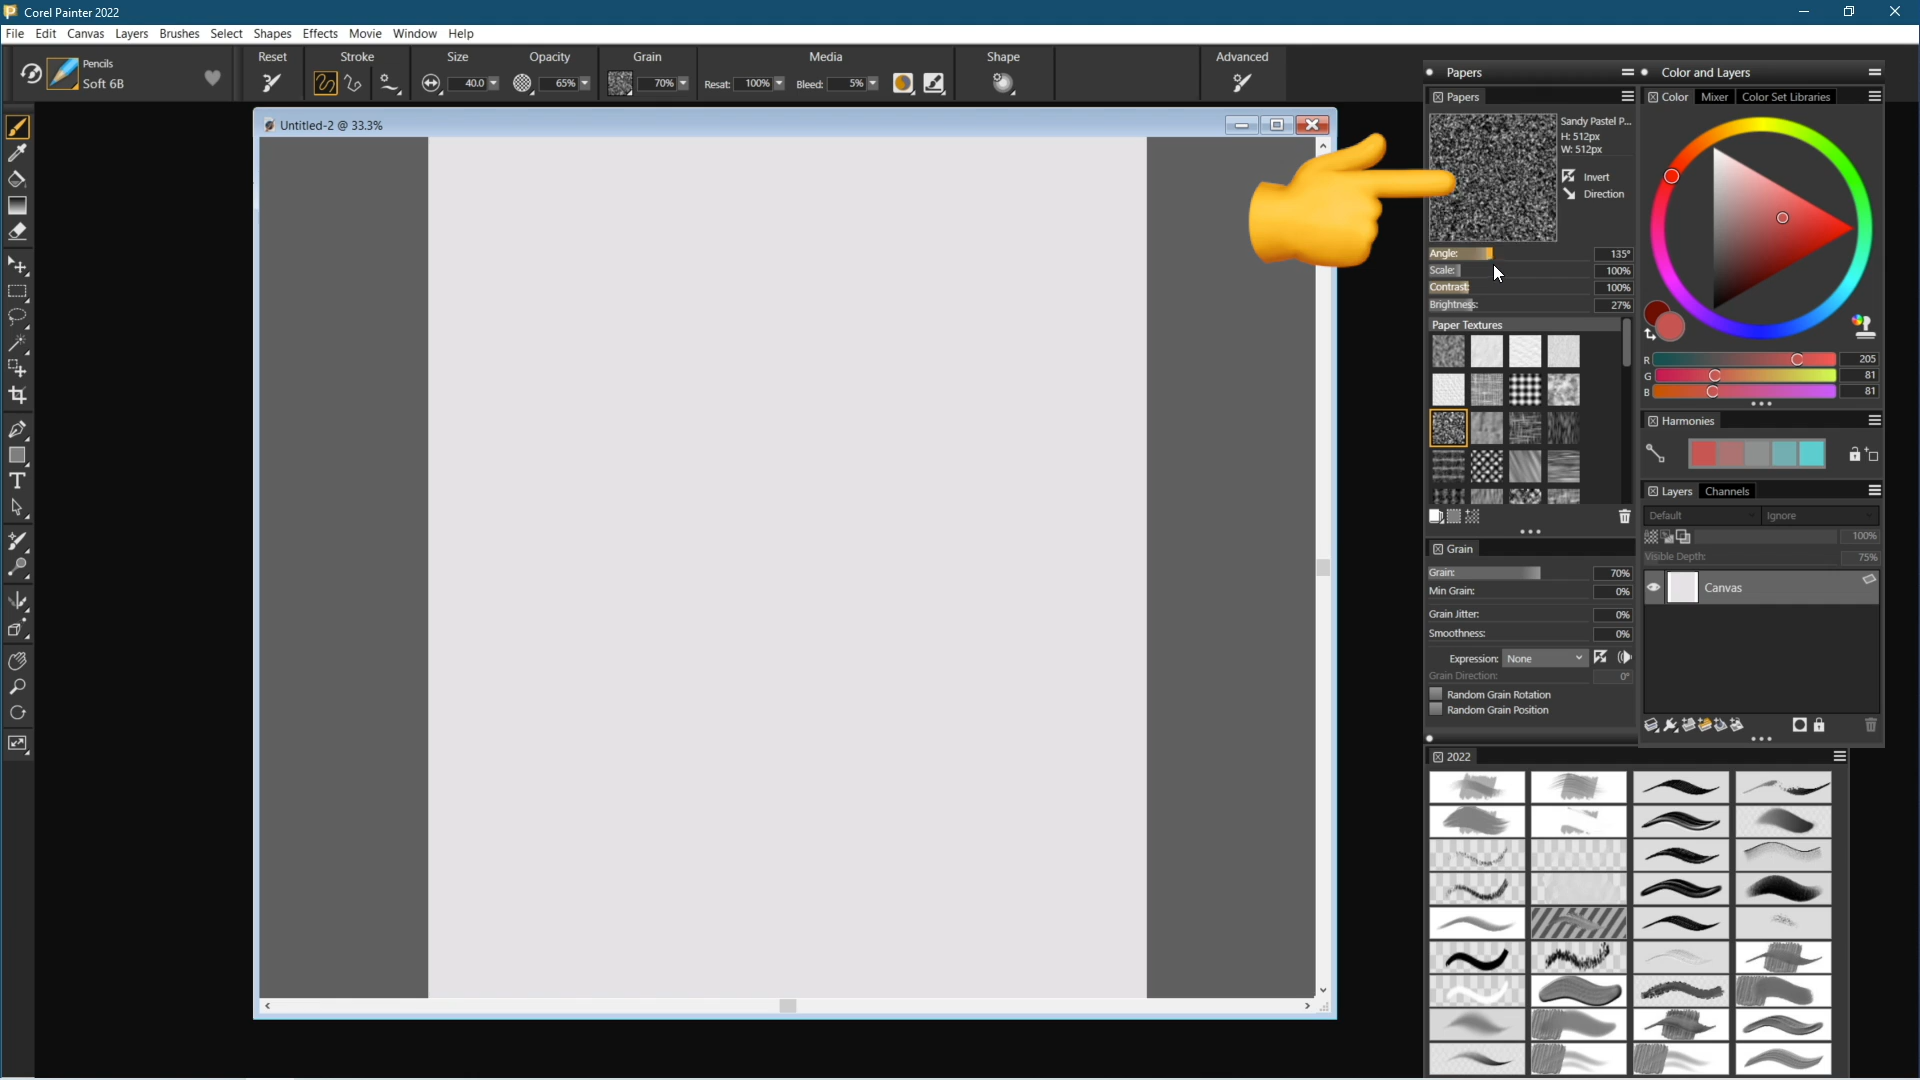 Corel Painter 2022
File Edit Canvas Layers Brushes Select Shapes Effects Movie Window Help
Pencils
Soft 6B
Reset
Stroke
Size
40.0
Opacity
65%
Grain
70%
Media
Resat: 100%
Bleed: 5%
Shape
Advanced
Untitled-2 @ 33.3%
Papers
Papers
Sandy Pastel P...
H: 512px
W: 512px
Invert
Direction
Angle: 135°
Scale: 100%
Contrast: 100%
Brightness: 27%
Paper Textures
Grain
Grain: 70%
Min Grain: 0%
Grain Jitter: 0%
Smoothness: 0%
Expression: None
Grain Direction: 0°
Random Grain Rotation
Random Grain Position
Color and Layers
Color Mixer Color Set Libraries
R 205
G 81
B 81
Harmonies
Layers Channels
Default Ignore
100%
Visible Depth: 75%
Canvas
2022